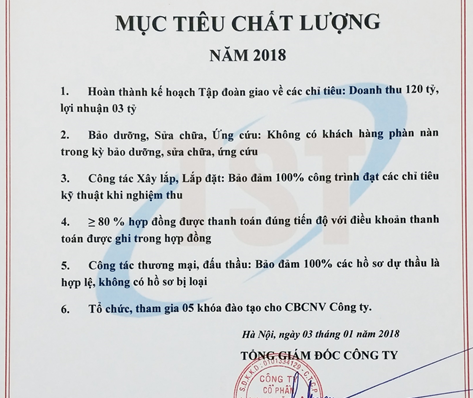 MỤC TIÊU CHẤT LƯỢNG
NĂM 2018
1. Hoàn thành kế hoạch Tập đoàn giao về các chỉ tiêu: Doanh thu 120 tỷ,
lợi nhuận 03 tỷ
2. Bảo dưỡng, Sửa chữa, Ứng cứu: Không có khách hàng phàn nàn
trong kỳ bảo dưỡng, sửa chữa, ứng cứu
3. Công tác Xây lắp, Lắp đặt: Bảo đảm 100% công trình đạt các chỉ tiêu
kỹ thuật khi nghiệm thu
4. ≥ 80 % hợp đồng được thanh toán đúng tiến độ với điều khoản thanh
toán được ghi trong hợp đồng
5. Công tác thương mại, đấu thầu: Bảo đảm 100% các hồ sơ dự thầu là
hợp lệ, không có hồ sơ bị loại
6. Tổ chức, tham gia 05 khóa đào tạo cho CBCNV Công ty.
Hà Nội, ngày 03 tháng 01 năm 2018
TỔNG GIÁM ĐỐC CÔNG TY
TST
S.Đ.K.K.D: 0101334129-C.T.C.P
CÔNG TY
CỔ PHẦN